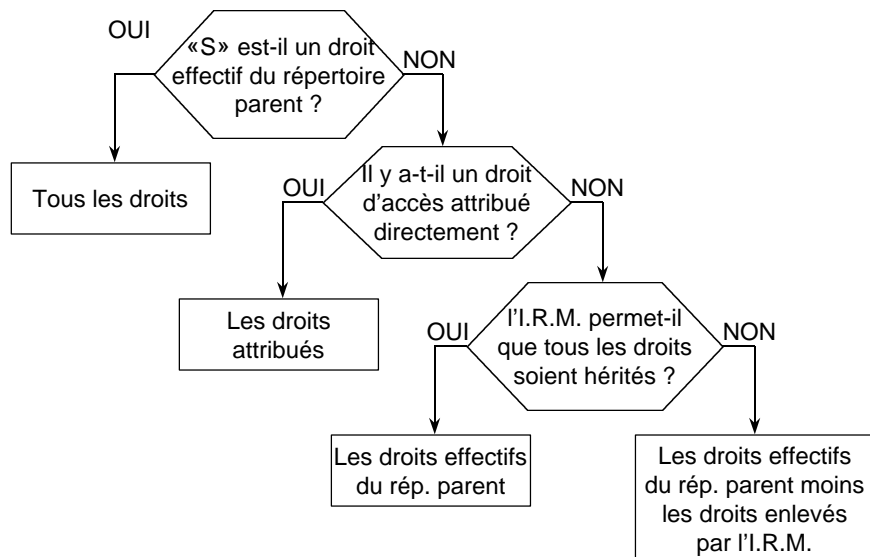 OUI
«S» est-il un droit
effectif du répertoire
parent ?
NON
Tous les droits
OUI
Il y a-t-il un droit
d'accès attribué
directement ?
NON
Les droits
attribués
OUI
l'I.R.M. permet-il
que tous les droits
soient hérités ?
NON
Les droits effectifs
du rép. parent
Les droits effectifs
du rép. parent moins
les droits enlevés
par l'I.R.M.